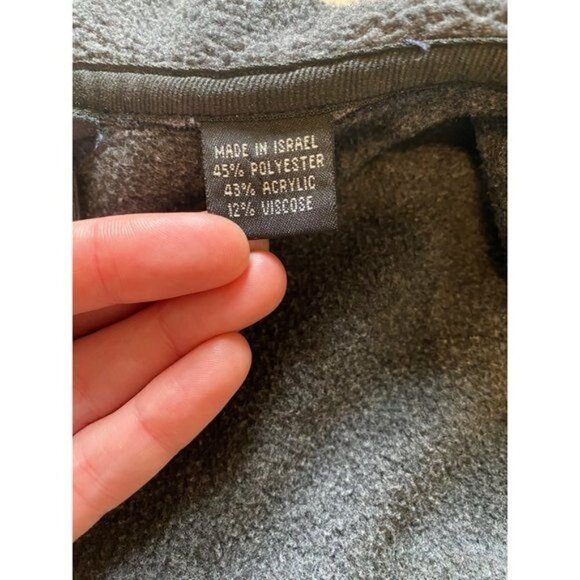 MADE IN ISRAEL
45% POLYESTER
43% ACRYLIC
12% VISCOSE